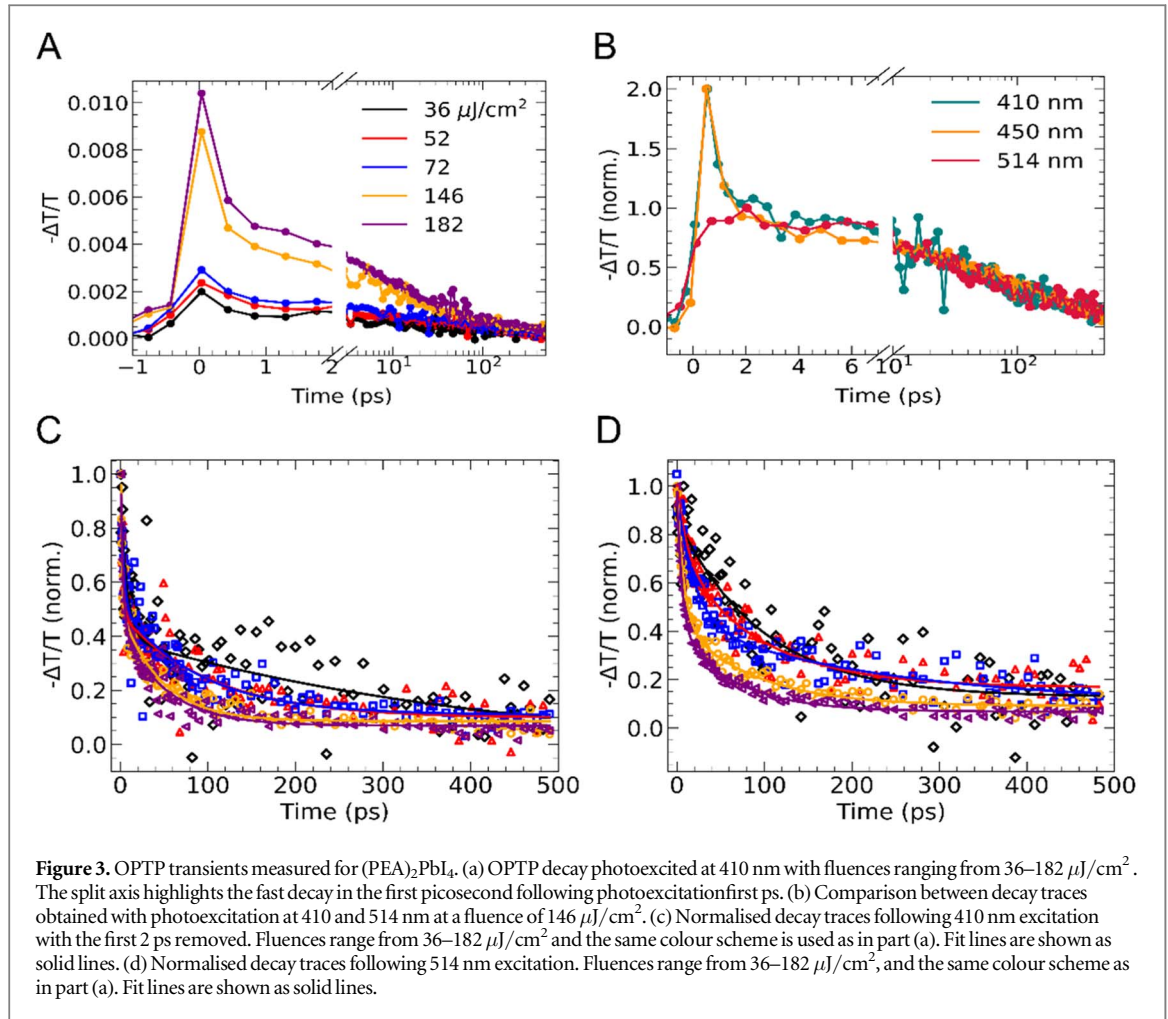 A
B
0.010
0.008
0.006
0.004
0.002
0.000
-ΔT/T
36 μJ/cm²
52
72
146
182
−1 0 1 2 10¹ 10²
Time (ps)
2.0
1.5
1.0
0.5
0.0
-ΔT/T (norm.)
410 nm
450 nm
514 nm
0 2 4 6 10¹ 10²
Time (ps)
C
D
1.0
0.8
0.6
0.4
0.2
0.0
-ΔT/T (norm.)
0 100 200 300 400 500
Time (ps)
1.0
0.8
0.6
0.4
0.2
0.0
-ΔT/T (norm.)
0 100 200 300 400 500
Time (ps)
Figure 3. OPTP transients measured for (PEA)₂PbI₄. (a) OPTP decay photoexcited at 410 nm with fluences ranging from 36–182 μJ/cm² .
The split axis highlights the fast decay in the first picosecond following photoexcitationfirst ps. (b) Comparison between decay traces
obtained with photoexcitation at 410 and 514 nm at a fluence of 146 μJ/cm². (c) Normalised decay traces following 410 nm excitation
with the first 2 ps removed. Fluences range from 36–182 μJ/cm² and the same colour scheme is used as in part (a). Fit lines are shown as
solid lines. (d) Normalised decay traces following 514 nm excitation. Fluences range from 36–182 μJ/cm², and the same colour scheme as
in part (a). Fit lines are shown as solid lines.